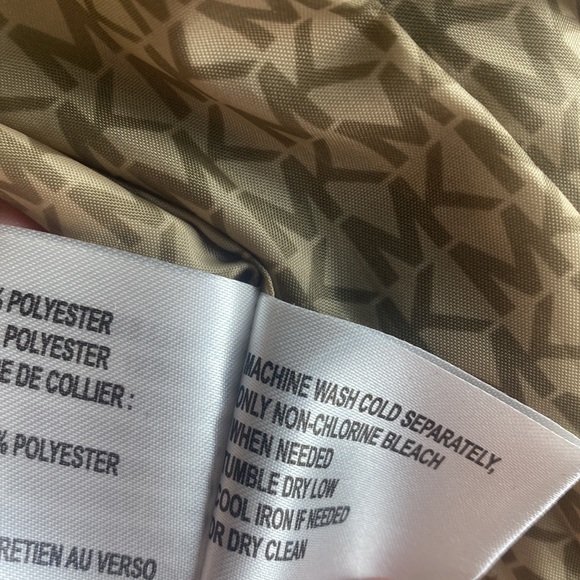 % POLYESTER
POLYESTER
E DE COLLIER :
% POLYESTER
RETIEN AU VERSO
MACHINE WASH COLD SEPARATELY,
ONLY NON-CHLORINE BLEACH
WHEN NEEDED
TUMBLE DRY LOW
COOL IRON IF NEEDED
OR DRY CLEAN
MK